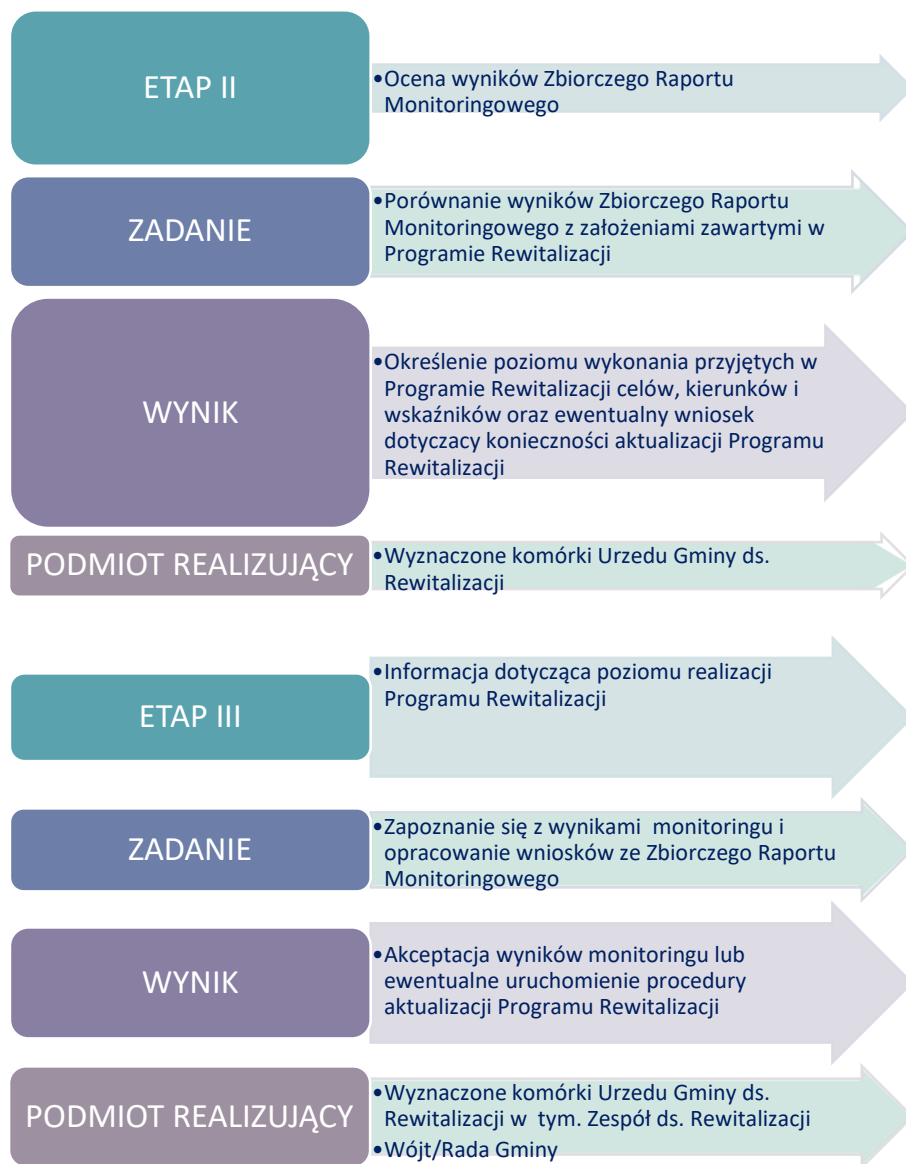 ETAP II
•Ocena wyników Zbiorczego Raportu
Monitoringowego
ZADANIE
•Porównanie wyników Zbiorczego Raportu
Monitoringowego z założeniami zawartymi w
Programie Rewitalizacji
WYNIK
•Określenie poziomu wykonania przyjętych w
Programie Rewitalizacji celów, kierunków i
wskaźników oraz ewentualny wniosek
dotyczacy konieczności aktualizacji Programu
Rewitalizacji
PODMIOT REALIZUJĄCY
•Wyznaczone komórki Urzedu Gminy ds.
Rewitalizacji
ETAP III
•Informacja dotycząca poziomu realizacji
Programu Rewitalizacji
ZADANIE
•Zapoznanie się z wynikami monitoringu i
opracowanie wniosków ze Zbiorczego Raportu
Monitoringowego
WYNIK
•Akceptacja wyników monitoringu lub
ewentualne uruchomienie procedury
aktualizacji Programu Rewitalizacji
PODMIOT REALIZUJĄCY
•Wyznaczone komórki Urzedu Gminy ds.
Rewitalizacji w tym. Zespół ds. Rewitalizacji
•Wójt/Rada Gminy